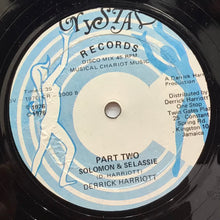 CRYSTAL
RECORDS
DISCO MIX 45 RPM
MUSICAL CHARIOT MUSIC
A Derrick Harriott
Production
Distributed by
Derrick Harriott
One Stop
Twin Gates Plaza
25 Constant
Spring Rd
Kingston 10
Jamaica
PART TWO
SOLOMON & SELASSIE
(D. HARRIOTT)
DERRICK HARRIOTT